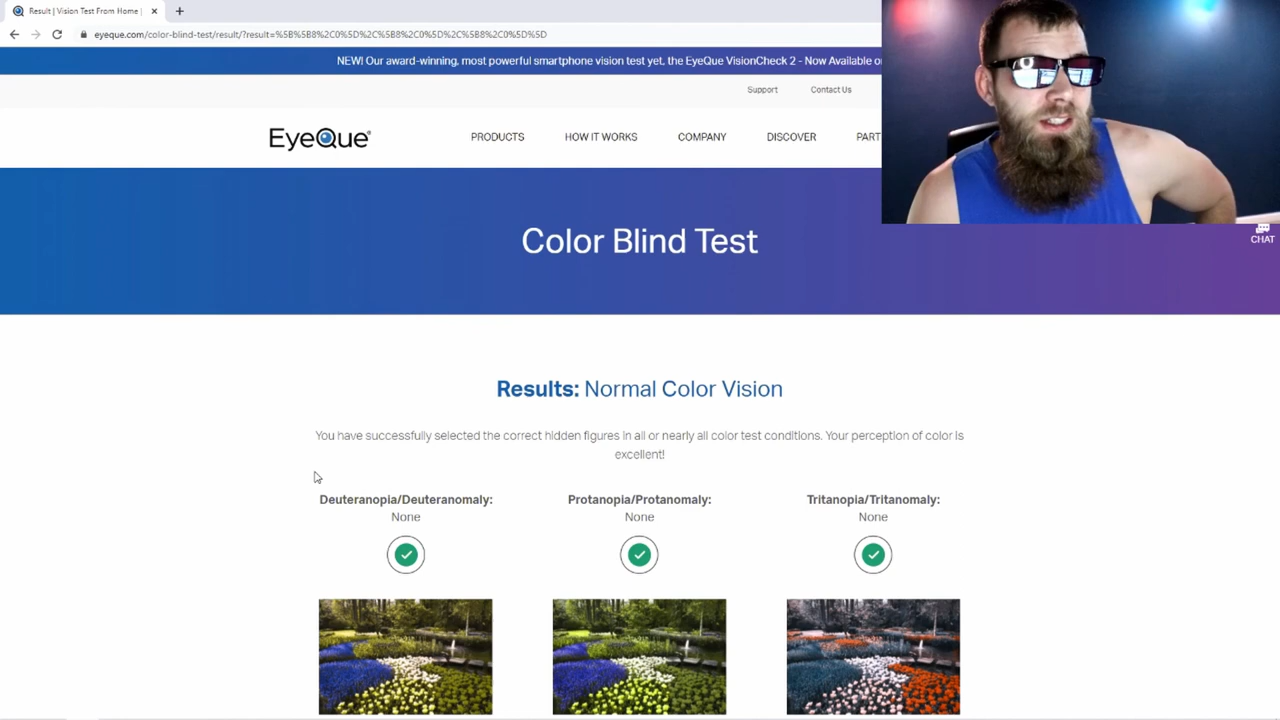 Result | Vision Test From Home |
eyeque.com/color-blind-test/result/?result=%5B%5B8%2C0%5D%2C%5B8%2C0%5D%2C%5B8%2C0%5D%5D
NEW! Our award-winning, most powerful smartphone vision test yet, the EyeQue VisionCheck 2 - Now Available o
Support Contact Us
EyeQue PRODUCTS HOW IT WORKS COMPANY DISCOVER PART
CHAT
Color Blind Test
Results: Normal Color Vision
You have successfully selected the correct hidden figures in all or nearly all color test conditions. Your perception of color is
excellent!
Deuteranopia/Deuteranomaly: Protanopia/Protanomaly: Tritanopia/Tritanomaly:
None None None